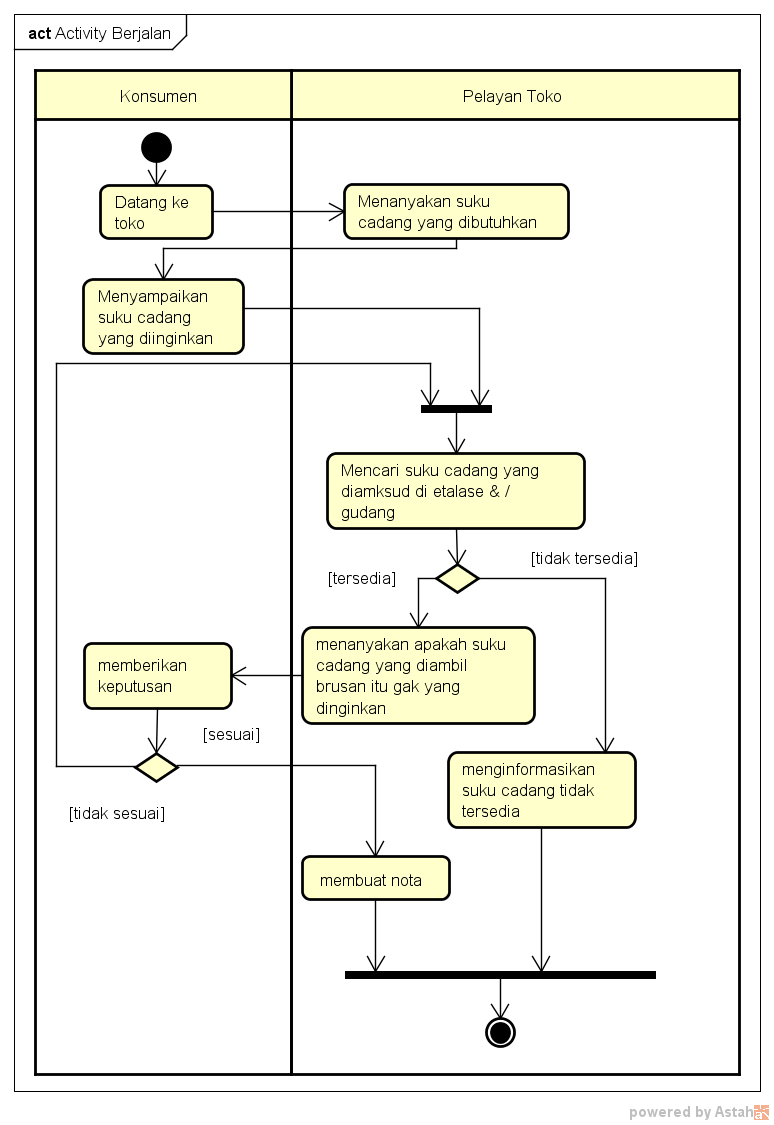 act Activity Berjalan
Konsumen
Pelayan Toko
Datang ke
toko
Menanyakan suku
cadang yang dibutuhkan
Menyampaikan
suku cadang
yang diinginkan
Mencari suku cadang yang
diamksud di etalase & /
gudang
[tersedia]
[tidak tersedia]
menanyakan apakah suku
cadang yang diambil
brusan itu gak yang
dinginkan
memberikan
keputusan
[sesuai]
[tidak sesuai]
menginformasikan
suku cadang tidak
tersedia
membuat nota
powered by Astah